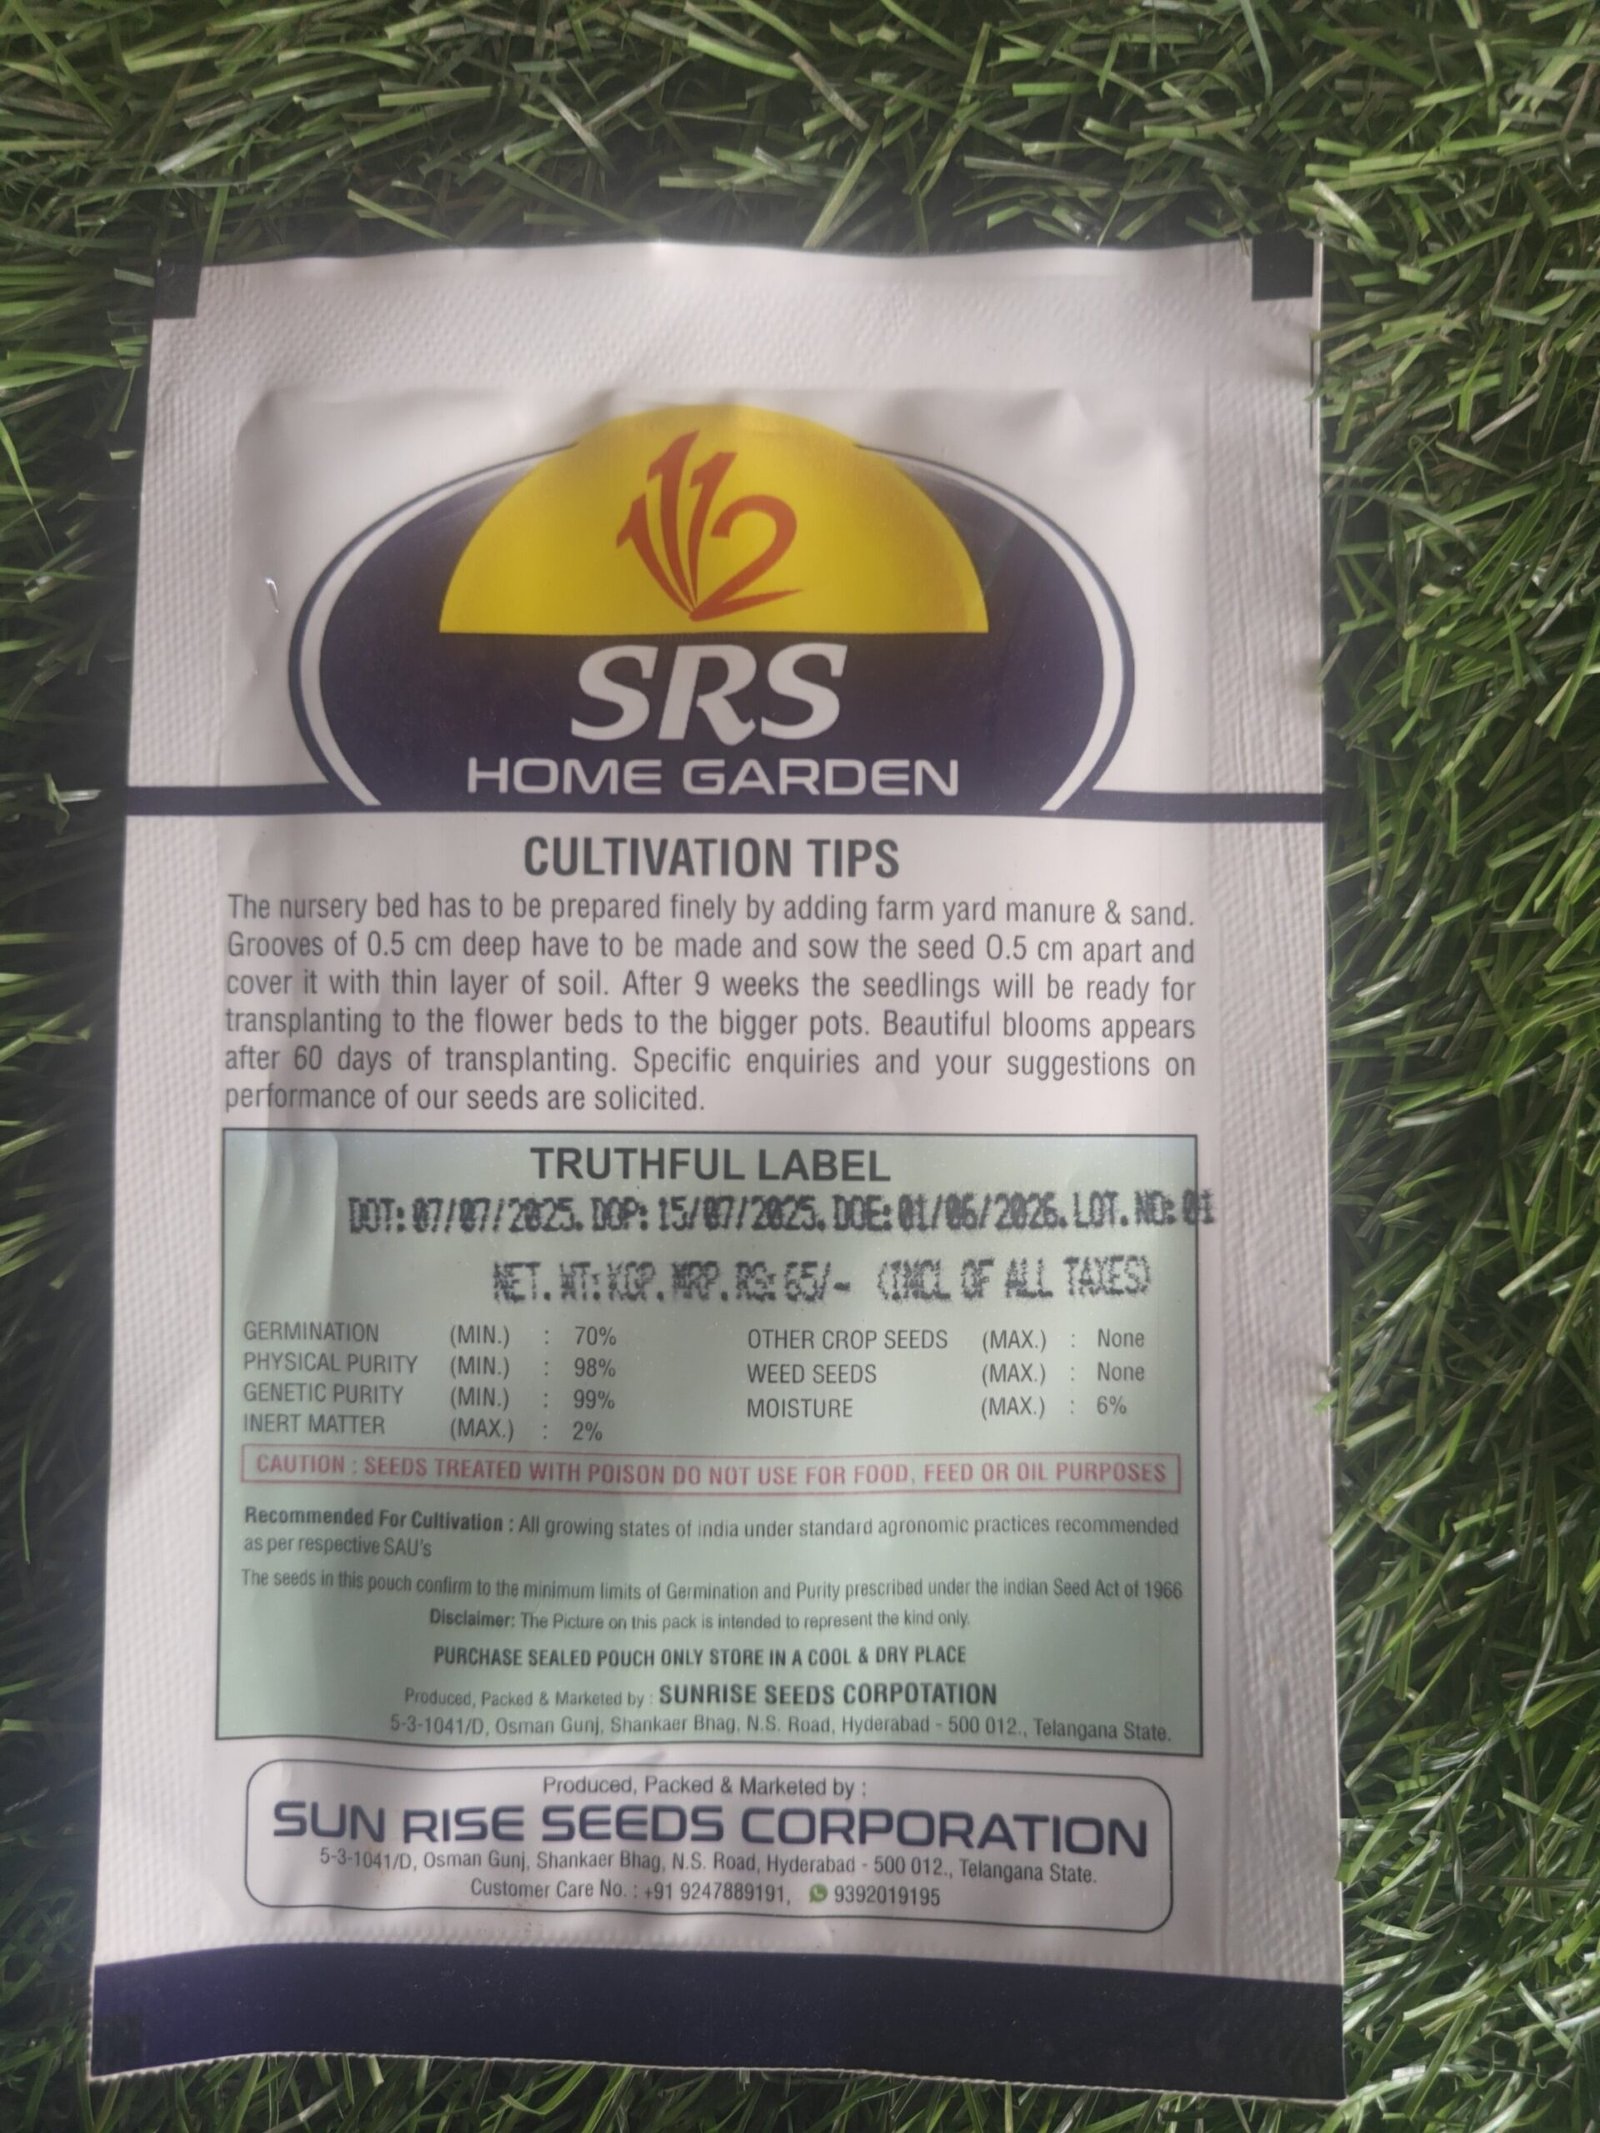 112
SRS
HOME GARDEN
CULTIVATION TIPS
The nursery bed has to be prepared finely by adding farm yard manure & sand.
Grooves of 0.5 cm deep have to be made and sow the seed 0.5 cm apart and
cover it with thin layer of soil. After 9 weeks the seedlings will be ready for
transplanting to the flower beds to the bigger pots. Beautiful blooms appears
after 60 days of transplanting. Specific enquiries and your suggestions on
performance of our seeds are solicited.
TRUTHFUL LABEL
DOT: 07/07/2025. DOP: 15/07/2025. DOE: 01/06/2026. LOT. NO: 01
NET. WT: KGP. MRP. RS: 65/- (INCL OF ALL TAXES)
GERMINATION (MIN.) : 70% OTHER CROP SEEDS (MAX.) : None
PHYSICAL PURITY (MIN.) : 98% WEED SEEDS (MAX.) : None
GENETIC PURITY (MIN.) : 99% MOISTURE (MAX.) : 6%
INERT MATTER (MAX.) : 2%
CAUTION : SEEDS TREATED WITH POISON DO NOT USE FOR FOOD, FEED OR OIL PURPOSES
Recommended For Cultivation : All growing states of india under standard agronomic practices recommended
as per respective SAU's
The seeds in this pouch confirm to the minimum limits of Germination and Purity prescribed under the indian Seed Act of 1966
Disclaimer: The Picture on this pack is intended to represent the kind only.
PURCHASE SEALED POUCH ONLY STORE IN A COOL & DRY PLACE
Produced, Packed & Marketed by : SUNRISE SEEDS CORPOTATION
5-3-1041/D, Osman Gunj, Shankaer Bhag, N.S. Road, Hyderabad - 500 012., Telangana State.
Produced, Packed & Marketed by :
SUN RISE SEEDS CORPORATION
5-3-1041/D, Osman Gunj, Shankaer Bhag, N.S. Road, Hyderabad - 500 012., Telangana State.
Customer Care No. : +91 9247889191, 9392019195